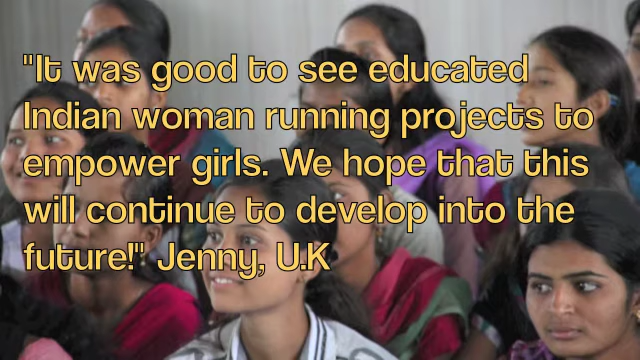 "It was good to see educated
Indian woman running projects to
empower girls. We hope that this
will continue to develop into the
future!". Jenny, U.K